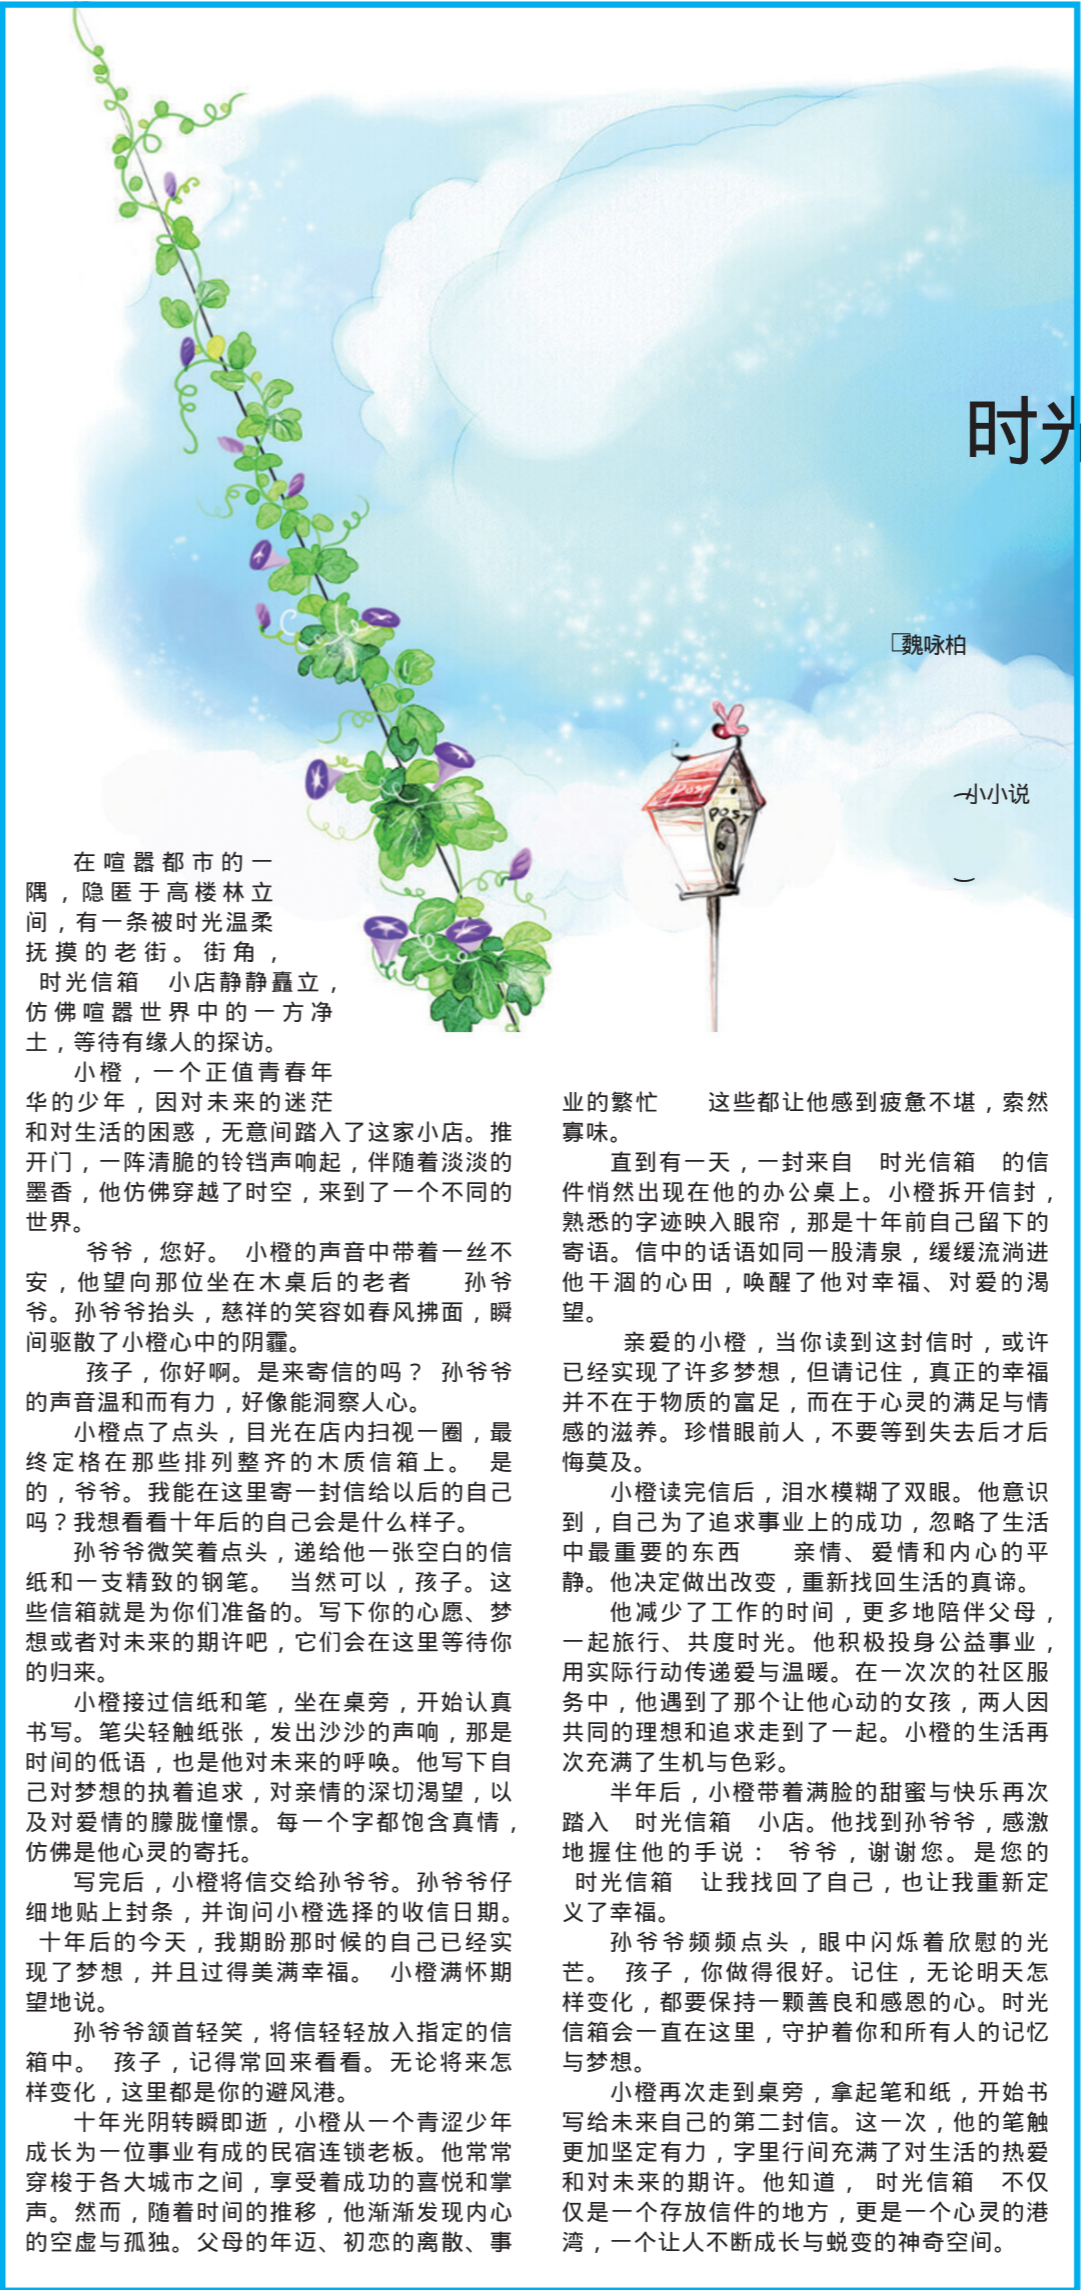 时光
□魏咏柏
小小说
在喧嚣都市的一
隅，隐匿于高楼林立
间，有一条被时光温柔
抚摸的老街。街角，
时光信箱 小店静静矗立，
仿佛喧嚣世界中的一方净
土，等待有缘人的探访。
小橙，一个正值青春年
华的少年，因对未来的迷茫
和对生活的困惑，无意间踏入了这家小店。推
开门，一阵清脆的铃铛声响起，伴随着淡淡的
墨香，他仿佛穿越了时空，来到了一个不同的
世界。
爷爷，您好。 小橙的声音中带着一丝不
安，他望向那位坐在木桌后的老者 孙爷
爷。孙爷爷抬头，慈祥的笑容如春风拂面，瞬
间驱散了小橙心中的阴霾。
孩子，你好啊。是来寄信的吗？ 孙爷爷
的声音温和而有力，好像能洞察人心。
小橙点了点头，目光在店内扫视一圈，最
终定格在那些排列整齐的木质信箱上。 是
的，爷爷。我能在这里寄一封信给以后的自己
吗？我想看看十年后的自己会是什么样子。
孙爷爷微笑着点头，递给他一张空白的信
纸和一支精致的钢笔。 当然可以，孩子。这
些信箱就是为你们准备的。写下你的心愿、梦
想或者对未来的期许吧，它们会在这里等待你
的归来。
小橙接过信纸和笔，坐在桌旁，开始认真
书写。笔尖轻触纸张，发出沙沙的声响，那是
时间的低语，也是他对未来的呼唤。他写下自
己对梦想的执着追求，对亲情的深切渴望，以
及对爱情的朦胧憧憬。每一个字都饱含真情，
仿佛是他心灵的寄托。
写完后，小橙将信交给孙爷爷。孙爷爷仔
细地贴上封条，并询问小橙选择的收信日期。
十年后的今天，我期盼那时候的自己已经实
现了梦想，并且过得美满幸福。 小橙满怀期
望地说。
孙爷爷颔首轻笑，将信轻轻放入指定的信
箱中。 孩子，记得常回来看看。无论将来怎
样变化，这里都是你的避风港。
十年光阴转瞬即逝，小橙从一个青涩少年
成长为一位事业有成的民宿连锁老板。他常常
穿梭于各大城市之间，享受着成功的喜悦和掌
声。然而，随着时间的推移，他渐渐发现内心
的空虚与孤独。父母的年迈、初恋的离散、事
业的繁忙 这些都让他感到疲惫不堪，索然
寡味。
直到有一天，一封来自 时光信箱 的信
件悄然出现在他的办公桌上。小橙拆开信封，
熟悉的字迹映入眼帘，那是十年前自己留下的
寄语。信中的话语如同一股清泉，缓缓流淌进
他干涸的心田，唤醒了他对幸福、对爱的渴
望。
亲爱的小橙，当你读到这封信时，或许
已经实现了许多梦想，但请记住，真正的幸福
并不在于物质的富足，而在于心灵的满足与情
感的滋养。珍惜眼前人，不要等到失去后才后
悔莫及。
小橙读完信后，泪水模糊了双眼。他意识
到，自己为了追求事业上的成功，忽略了生活
中最重要的东西 亲情、爱情和内心的平
静。他决定做出改变，重新找回生活的真谛。
他减少了工作的时间，更多地陪伴父母，
一起旅行、共度时光。他积极投身公益事业，
用实际行动传递爱与温暖。在一次次的社区服
务中，他遇到了那个让他心动的女孩，两人因
共同的理想和追求走到了一起。小橙的生活再
次充满了生机与色彩。
半年后，小橙带着满脸的甜蜜与快乐再次
踏入 时光信箱 小店。他找到孙爷爷，感激
地握住他的手说： 爷爷，谢谢您。是您的
时光信箱 让我找回了自己，也让我重新定
义了幸福。
孙爷爷频频点头，眼中闪烁着欣慰的光
芒。 孩子，你做得很好。记住，无论明天怎
样变化，都要保持一颗善良和感恩的心。时光
信箱会一直在这里，守护着你和所有人的记忆
与梦想。
小橙再次走到桌旁，拿起笔和纸，开始书
写给未来自己的第二封信。这一次，他的笔触
更加坚定有力，字里行间充满了对生活的热爱
和对未来的期许。他知道， 时光信箱 不仅
仅是一个存放信件的地方，更是一个心灵的港
湾，一个让人不断成长与蜕变的神奇空间。
POST
POST